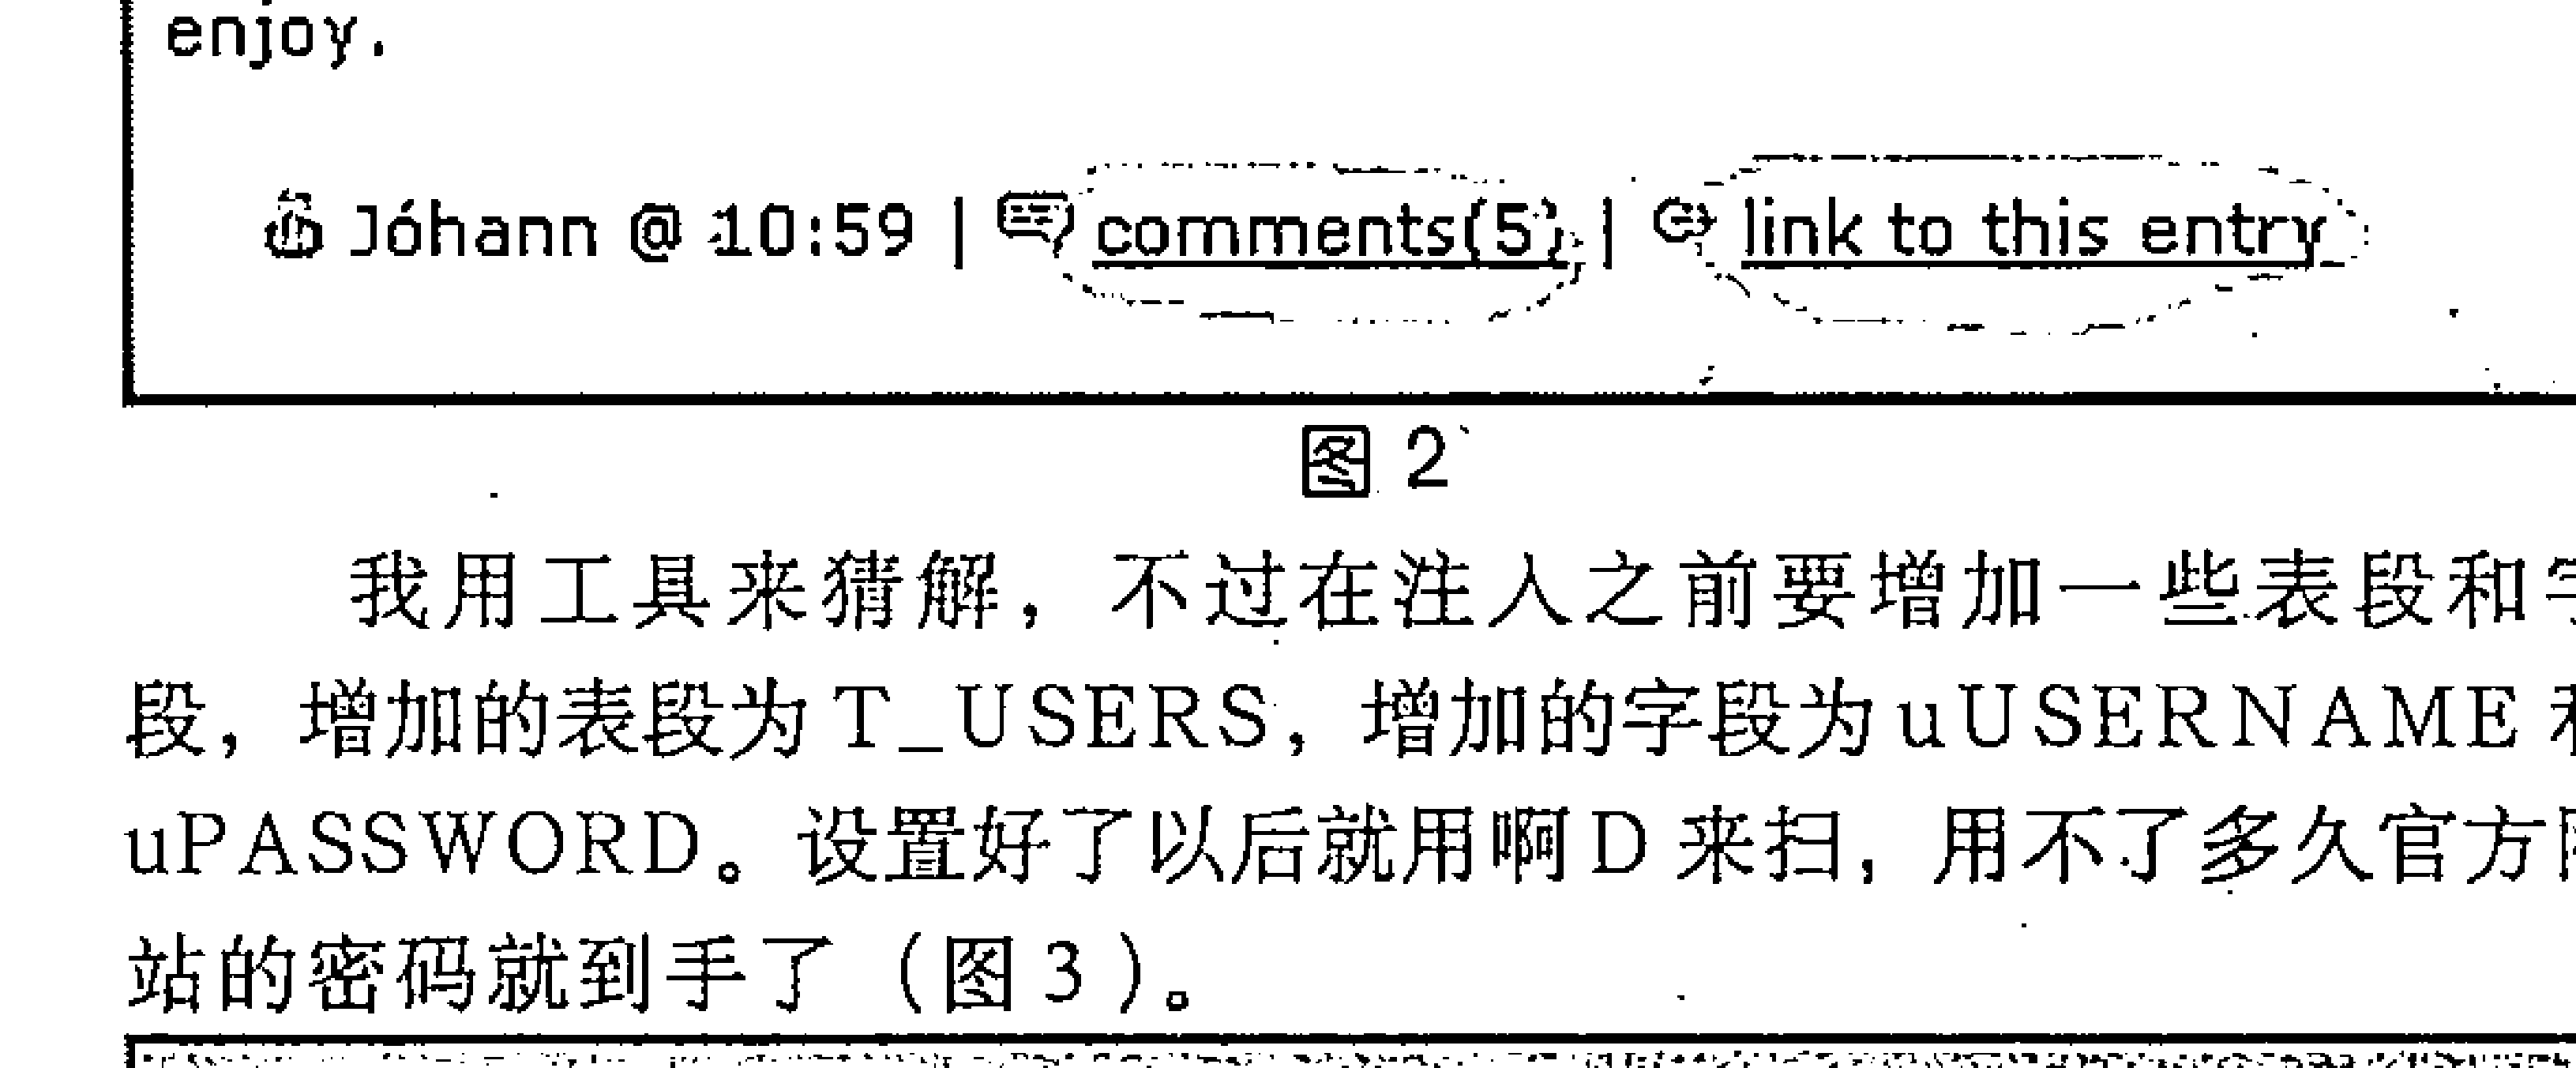 enjoy.
Jóhann @ 10:59 | comments(5) | link to this entry
图 2
我用工具来猜解，不过在注入之前要增加一些表段和
段，增加的表段为 T_USERS，增加的字段为 uUSERNAME
uPASSWORD。设置好了以后就用啊D 来扫，用不了多久官方
站的密码就到手了（图 3）。